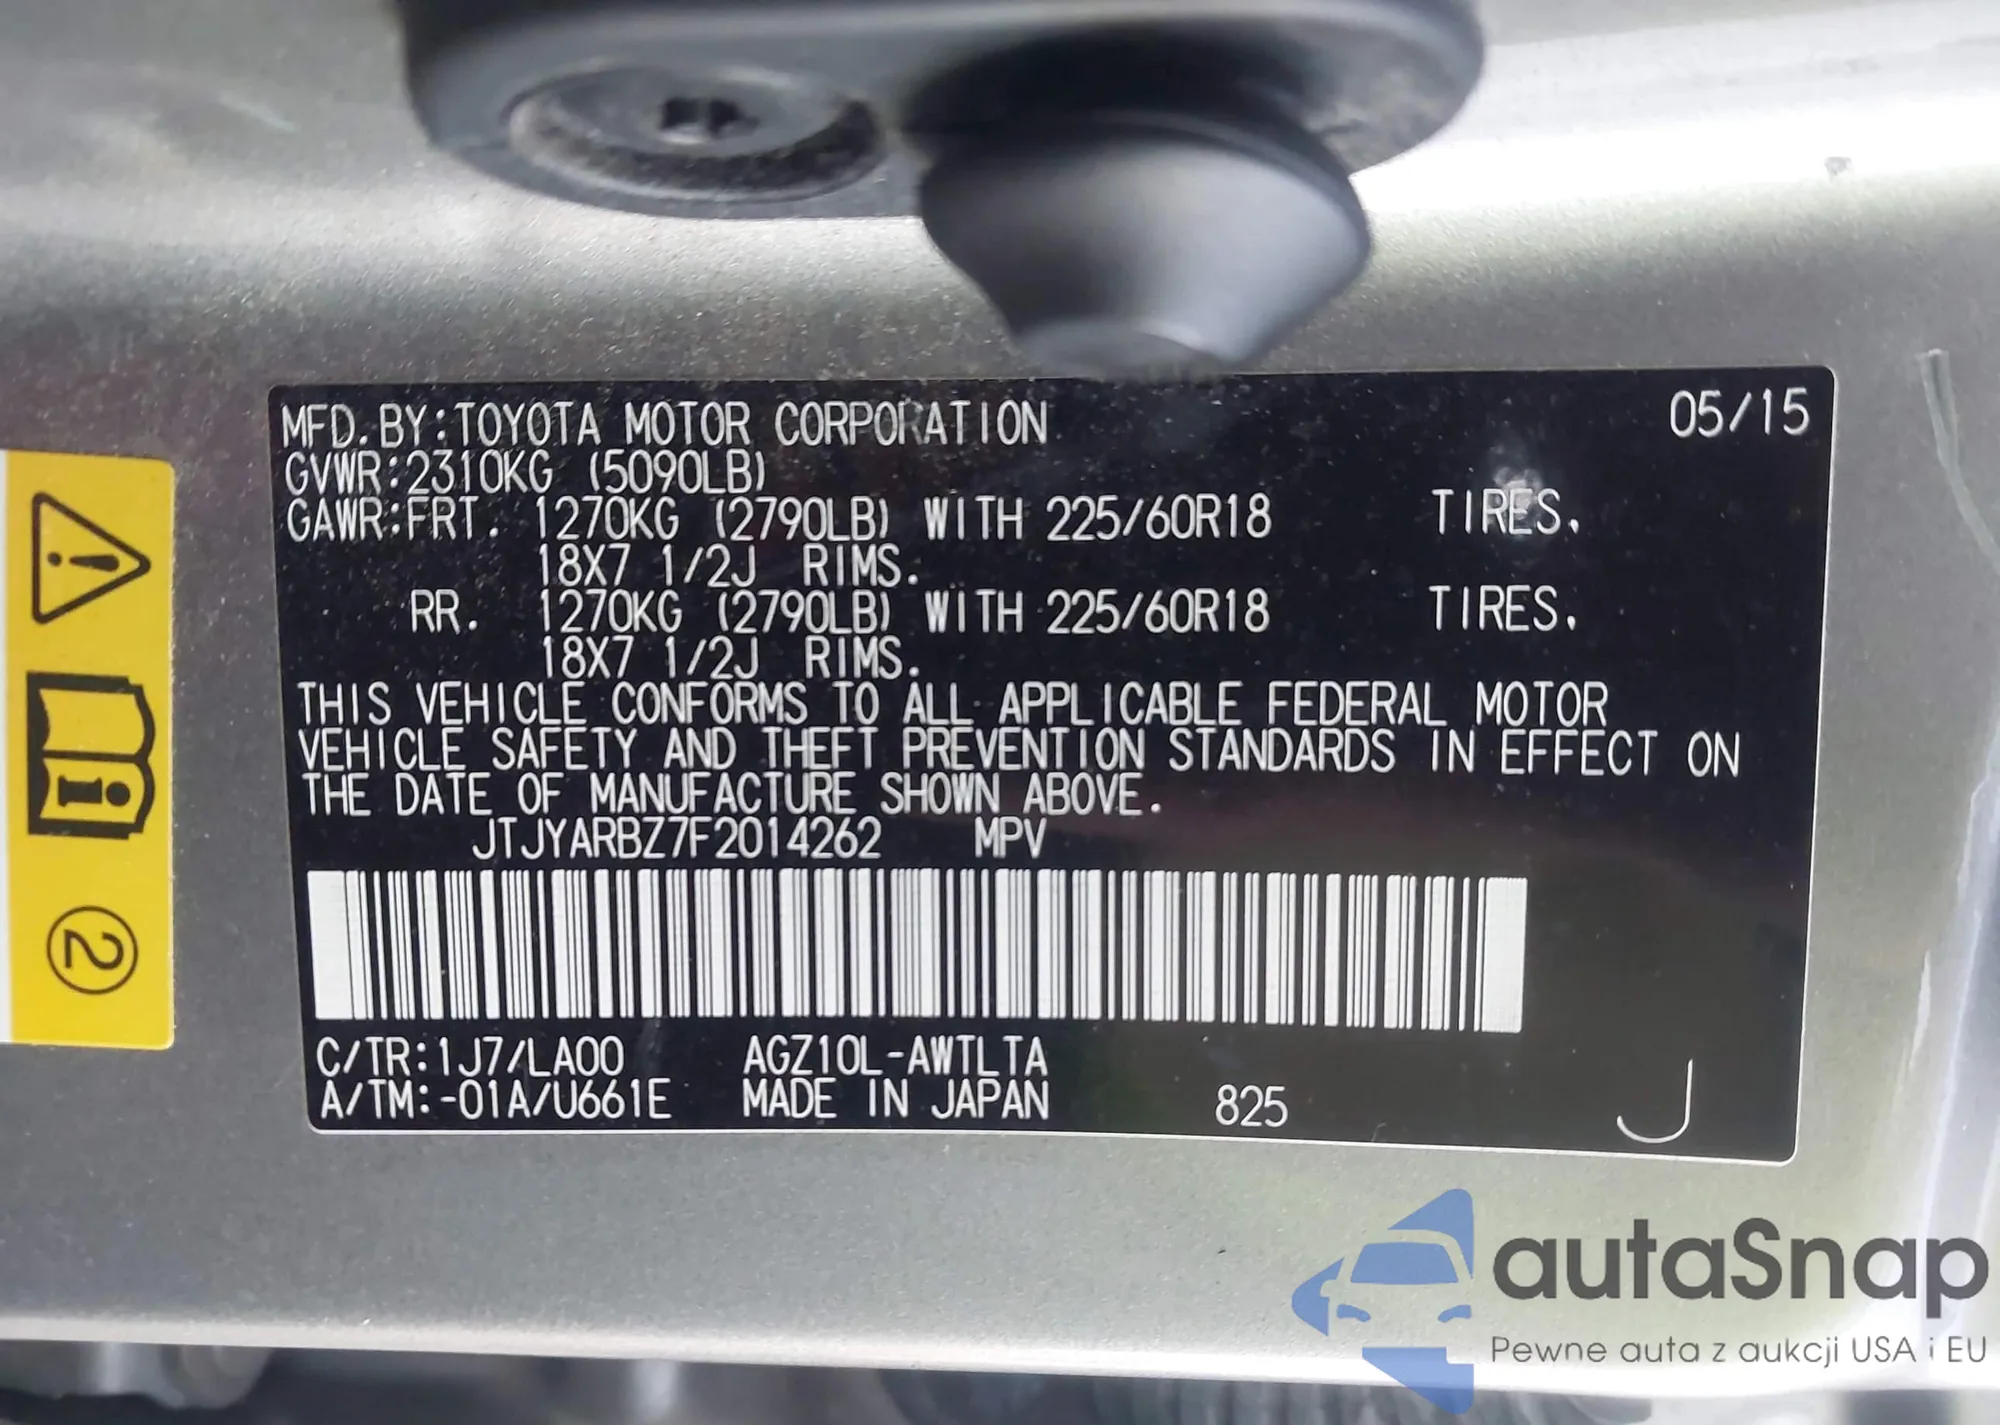 MFD. BY:TOYOTA MOTOR CORPORATION 05/15
GVWR:2310KG (5090LB)
GAWR:FRT. 1270KG (2790LB) WITH 225/60R18 TIRES.
18X7 1/2J RIMS.
RR. 1270KG (2790LB) WITH 225/60R18 TIRES.
18X7 1/2J RIMS.
THIS VEHICLE CONFORMS TO ALL APPLICABLE FEDERAL MOTOR
VEHICLE SAFETY AND THEFT PREVENTION STANDARDS IN EFFECT ON
THE DATE OF MANUFACTURE SHOWN ABOVE.
JTJYARBZ7F2014262 MPV
C/TR:1J7/LA00 AGZ10L-AWTLTA
A/TM:-01A/U661E MADE IN JAPAN 825 J
2
autaSnap
Pewne auta z aukcji USA i EU